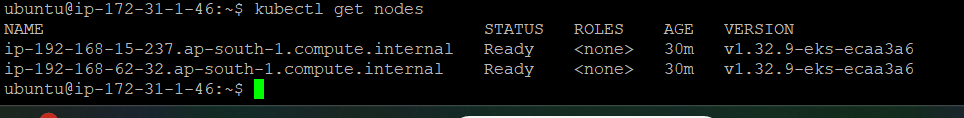 ubuntu@ip-172-31-1-46:~$ kubectl get nodes
NAME STATUS ROLES AGE VERSION
ip-192-168-15-237.ap-south-1.compute.internal Ready <none> 30m v1.32.9-eks-ecaa3a6
ip-192-168-62-32.ap-south-1.compute.internal Ready <none> 30m v1.32.9-eks-ecaa3a6
ubuntu@ip-172-31-1-46:~$